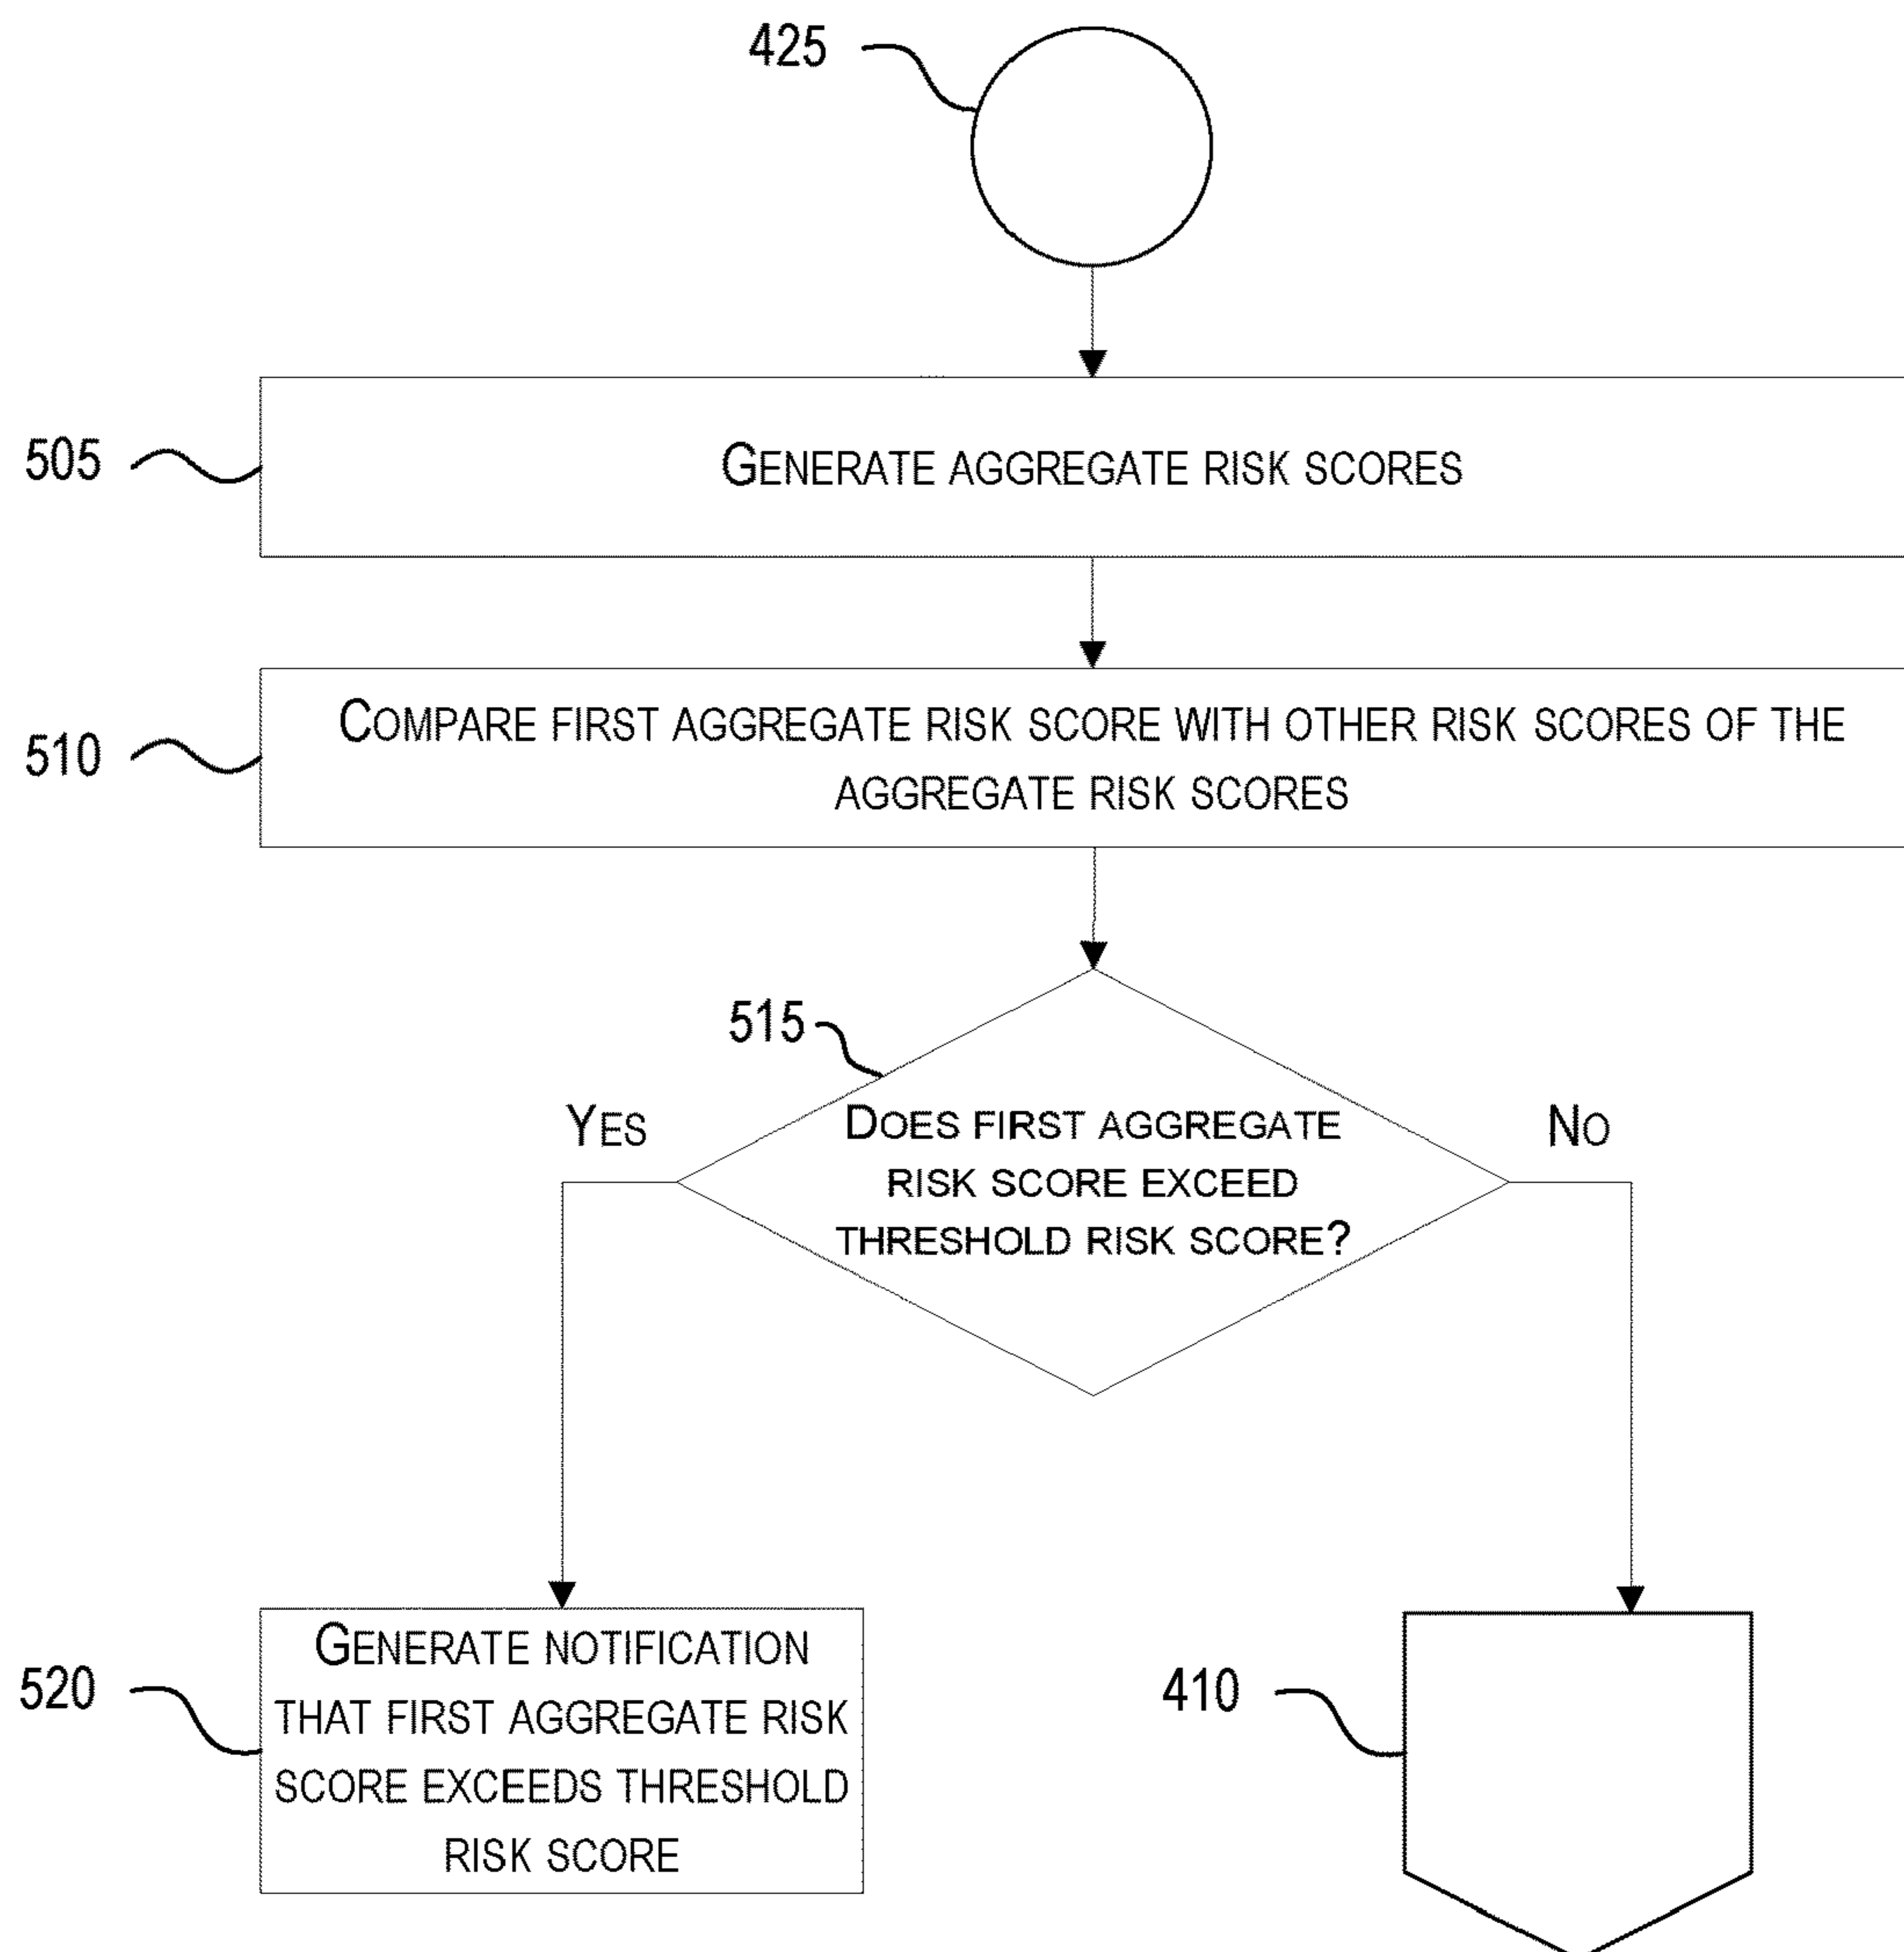 425
505
GENERATE AGGREGATE RISK SCORES
510
COMPARE FIRST AGGREGATE RISK SCORE WITH OTHER RISK SCORES OF THE
AGGREGATE RISK SCORES
515
YES
DOES FIRST AGGREGATE
RISK SCORE EXCEED
THRESHOLD RISK SCORE?
NO
520
GENERATE NOTIFICATION
THAT FIRST AGGREGATE RISK
SCORE EXCEEDS THRESHOLD
RISK SCORE
410